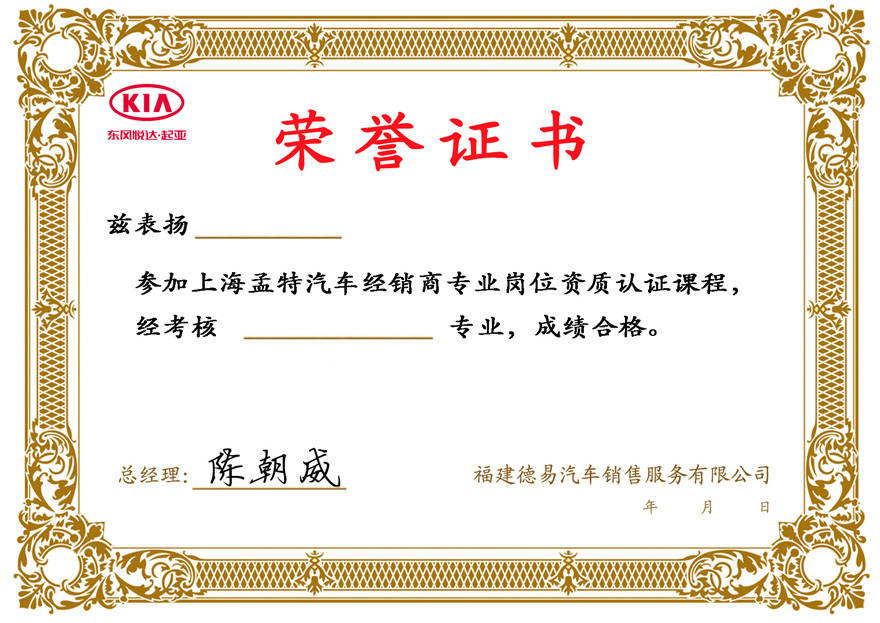 KIA
东风悦达·起亚
荣誉证书
兹表扬
参加上海孟特汽车经销商专业岗位资质认证课程，
经考核 专业，成绩合格。
总经理：陈朝威
福建德易汽车销售服务有限公司
年 月 日